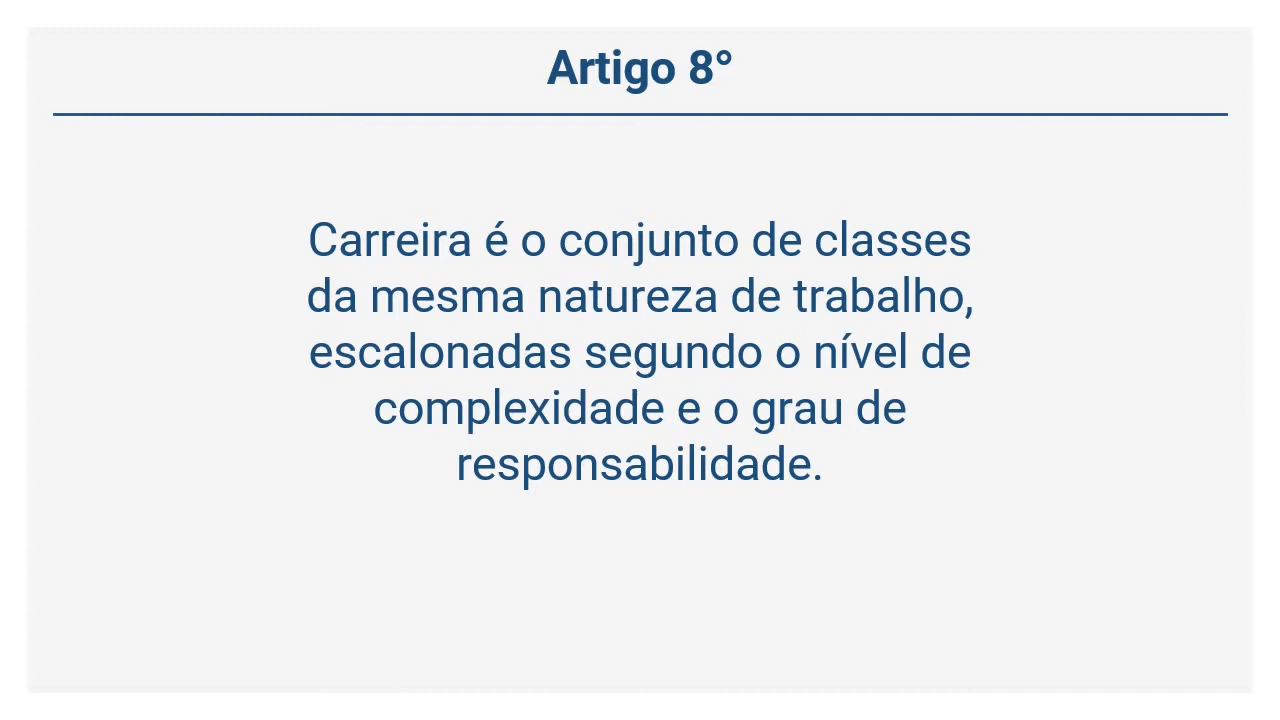 Artigo 8°
Carreira é o conjunto de classes
da mesma natureza de trabalho,
escalonadas segundo o nível de
complexidade e o grau de
responsabilidade.